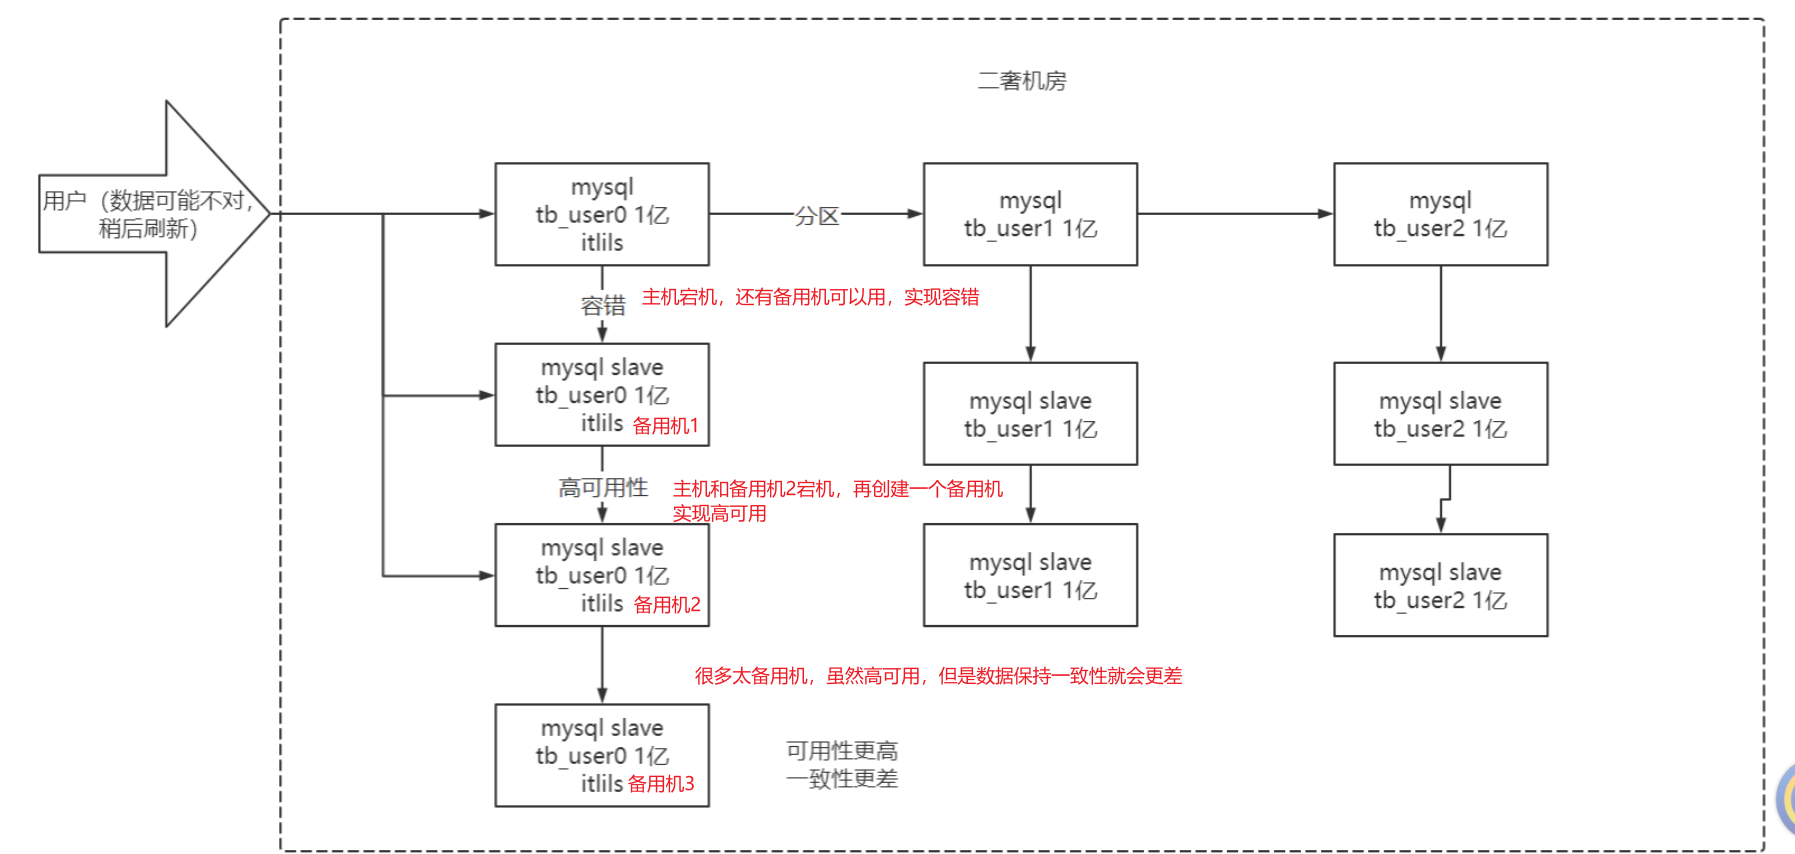 二奢机房
用户（数据可能不对，
稍后刷新）
mysql
tb_user0 1亿
itlils
分区
mysql
tb_user1 1亿
mysql
tb_user2 1亿
容错
主机宕机，还有备用机可以用，实现容错
mysql slave
tb_user0 1亿
itlils 备用机1
mysql slave
tb_user1 1亿
mysql slave
tb_user2 1亿
高可用性
主机和备用机2宕机，再创建一个备用机
实现高可用
mysql slave
tb_user0 1亿
itlils 备用机2
mysql slave
tb_user1 1亿
mysql slave
tb_user2 1亿
很多太备用机，虽然高可用，但是数据保持一致性就会更差
mysql slave
tb_user0 1亿
itlils 备用机3
可用性更高
一致性更差